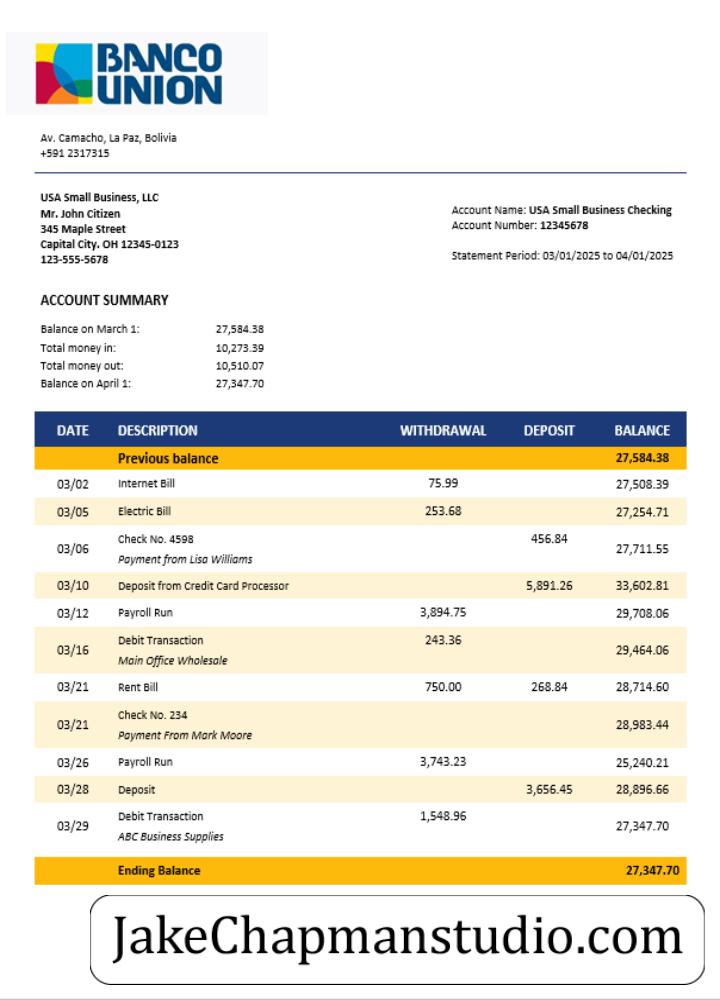 BANCO
UNION
Av. Camacho, La Paz, Bolivia
+591 2317315
USA Small Business, LLC
Mr. John Citizen
345 Maple Street
Capital City. OH 12345-0123
123-555-5678
Account Name: USA Small Business Checking
Account Number: 12345678
Statement Period: 03/01/2025 to 04/01/2025
ACCOUNT SUMMARY
Balance on March 1: 27,584.38
Total money in: 10,273.39
Total money out: 10,510.07
Balance on April 1: 27,347.70
DATE DESCRIPTION WITHDRAWAL DEPOSIT BALANCE
Previous balance 27,584.38
03/02 Internet Bill 75.99 27,508.39
03/05 Electric Bill 253.68 27,254.71
03/06 Check No. 4598 456.84 27,711.55
Payment from Lisa Williams
03/10 Deposit from Credit Card Processor 5,891.26 33,602.81
03/12 Payroll Run 3,894.75 29,708.06
03/16 Debit Transaction 243.36 29,464.06
Main Office Wholesale
03/21 Rent Bill 750.00 268.84 28,714.60
03/21 Check No. 234 28,983.44
Payment From Mark Moore
03/26 Payroll Run 3,743.23 25,240.21
03/28 Deposit 3,656.45 28,896.66
03/29 Debit Transaction 1,548.96 27,347.70
ABC Business Supplies
Ending Balance 27,347.70
JakeChapmanstudio.com